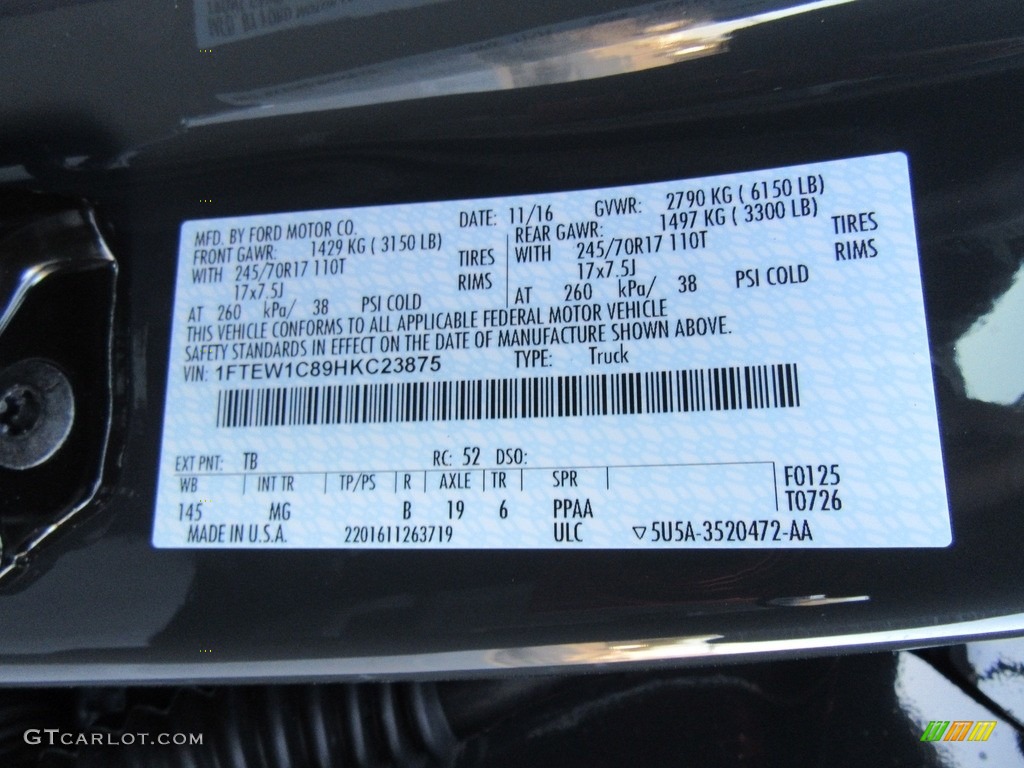 MFD. BY FORD MOTOR CO. DATE: 11/16 GVWR: 2790 KG ( 6150 LB)
FRONT GAWR: 1429 KG ( 3150 LB) REAR GAWR: 1497 KG ( 3300 LB)
WITH 245/70R17 110T TIRES WITH 245/70R17 110T TIRES
17x7.5J RIMS 17x7.5J RIMS
AT 260 kPa/ 38 PSI COLD AT 260 kPa/ 38 PSI COLD
THIS VEHICLE CONFORMS TO ALL APPLICABLE FEDERAL MOTOR VEHICLE
SAFETY STANDARDS IN EFFECT ON THE DATE OF MANUFACTURE SHOWN ABOVE.
VIN: 1FTEW1C89HKC23875 TYPE: Truck
EXT PNT: TB RC: 52 DSO:
WB INT TR TP/PS R AXLE TR SPR F0125
145 MG B 19 6 PPAA T0726
MADE IN U.S.A. 2201611263719 ULC ▽5U5A-3520472-AA
GTCARLOT.COM